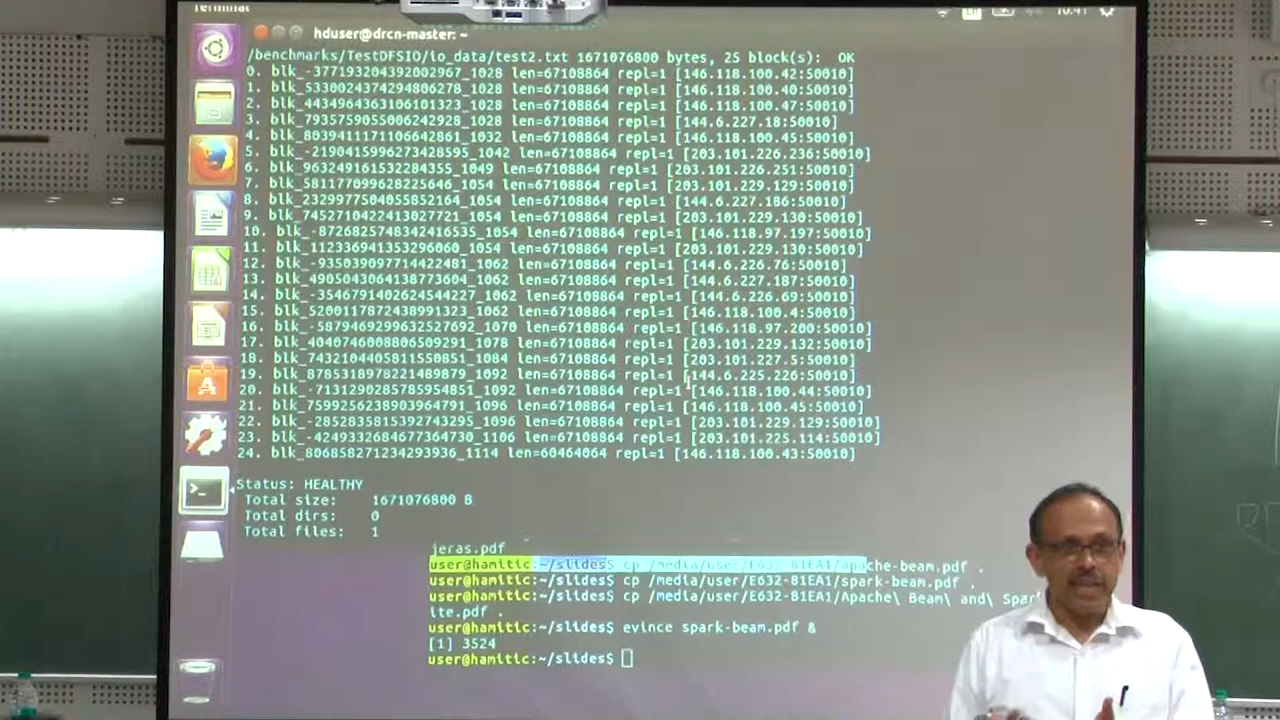 Terminal
10:41
hduser@drcn-master: ~
/benchmarks/TestDFSIO/io_data/test2.txt 1671076800 bytes, 25 block(s):  OK
0. blk_-377193204392002967_1028 len=67108864 repl=1 [146.118.100.42:50010]
1. blk_5330024374294806278_1028 len=67108864 repl=1 [146.118.100.40:50010]
2. blk_4434964363106101323_1028 len=67108864 repl=1 [146.118.100.47:50010]
3. blk_7935759055006242928_1028 len=67108864 repl=1 [144.6.227.18:50010]
4. blk_8039411171106642861_1032 len=67108864 repl=1 [146.118.100.45:50010]
5. blk_-2190415996273428595_1042 len=67108864 repl=1 [203.101.226.236:50010]
6. blk_963249161532284355_1049 len=67108864 repl=1 [203.101.226.251:50010]
7. blk_5811770996282256​46_1054 len=67108864 repl=1 [203.101.229.129:50010]
8. blk_2329977504055852164_1054 len=67108864 repl=1 [144.6.227.186:50010]
9. blk_7452710422413027721_1054 len=67108864 repl=1 [203.101.229.130:50010]
10. blk_-8726825748342416535_1054 len=67108864 repl=1 [146.118.97.197:50010]
11. blk_1123369413532​96060_1054 len=67108864 repl=1 [203.101.229.130:50010]
12. blk_-935039097714422481_1062 len=67108864 repl=1 [144.6.226.76:50010]
13. blk_4905043064138773604_1062 len=67108864 repl=1 [144.6.227.187:50010]
14. blk_-3546791402624544227_1062 len=67108864 repl=1 [144.6.226.69:50010]
15. blk_5200117872438991323_1062 len=67108864 repl=1 [146.118.100.4:50010]
16. blk_-5879469299632527692_1070 len=67108864 repl=1 [146.118.97.200:50010]
17. blk_4040746008806509291_1078 len=67108864 repl=1 [203.101.229.132:50010]
18. blk_7432104405811550851_1084 len=67108864 repl=1 [203.101.227.5:50010]
19. blk_8785318978221489879_1092 len=67108864 repl=1 [144.6.225.226:50010]
20. blk_-7131290285785954851_1092 len=67108864 repl=1 [146.118.100.44:50010]
21. blk_7599256238903964791_1096 len=67108864 repl=1 [146.118.100.45:50010]
22. blk_-2852835815392743295_1096 len=67108864 repl=1 [203.101.229.129:50010]
23. blk_-4249332684677364730_1106 len=67108864 repl=1 [203.101.225.114:50010]
24. blk_806858271234293936_1114 len=60464064 repl=1 [146.118.100.43:50010]
Status: HEALTHY
Total size:    1671076800 B
Total dirs:    0
Total files:   1
jeras.pdf
user@hamitic:~/slides$ cp /media/user/E632-81EA1/apache-beam.pdf .
user@hamitic:~/slides$ cp /media/user/E632-81EA1/spark-beam.pdf .
user@hamitic:~/slides$ cp /media/user/E632-81EA1/Apache\ Beam\ and\ Spar
ite.pdf .
user@hamitic:~/slides$ evince spark-beam.pdf &
[1] 3524
user@hamitic:~/slides$